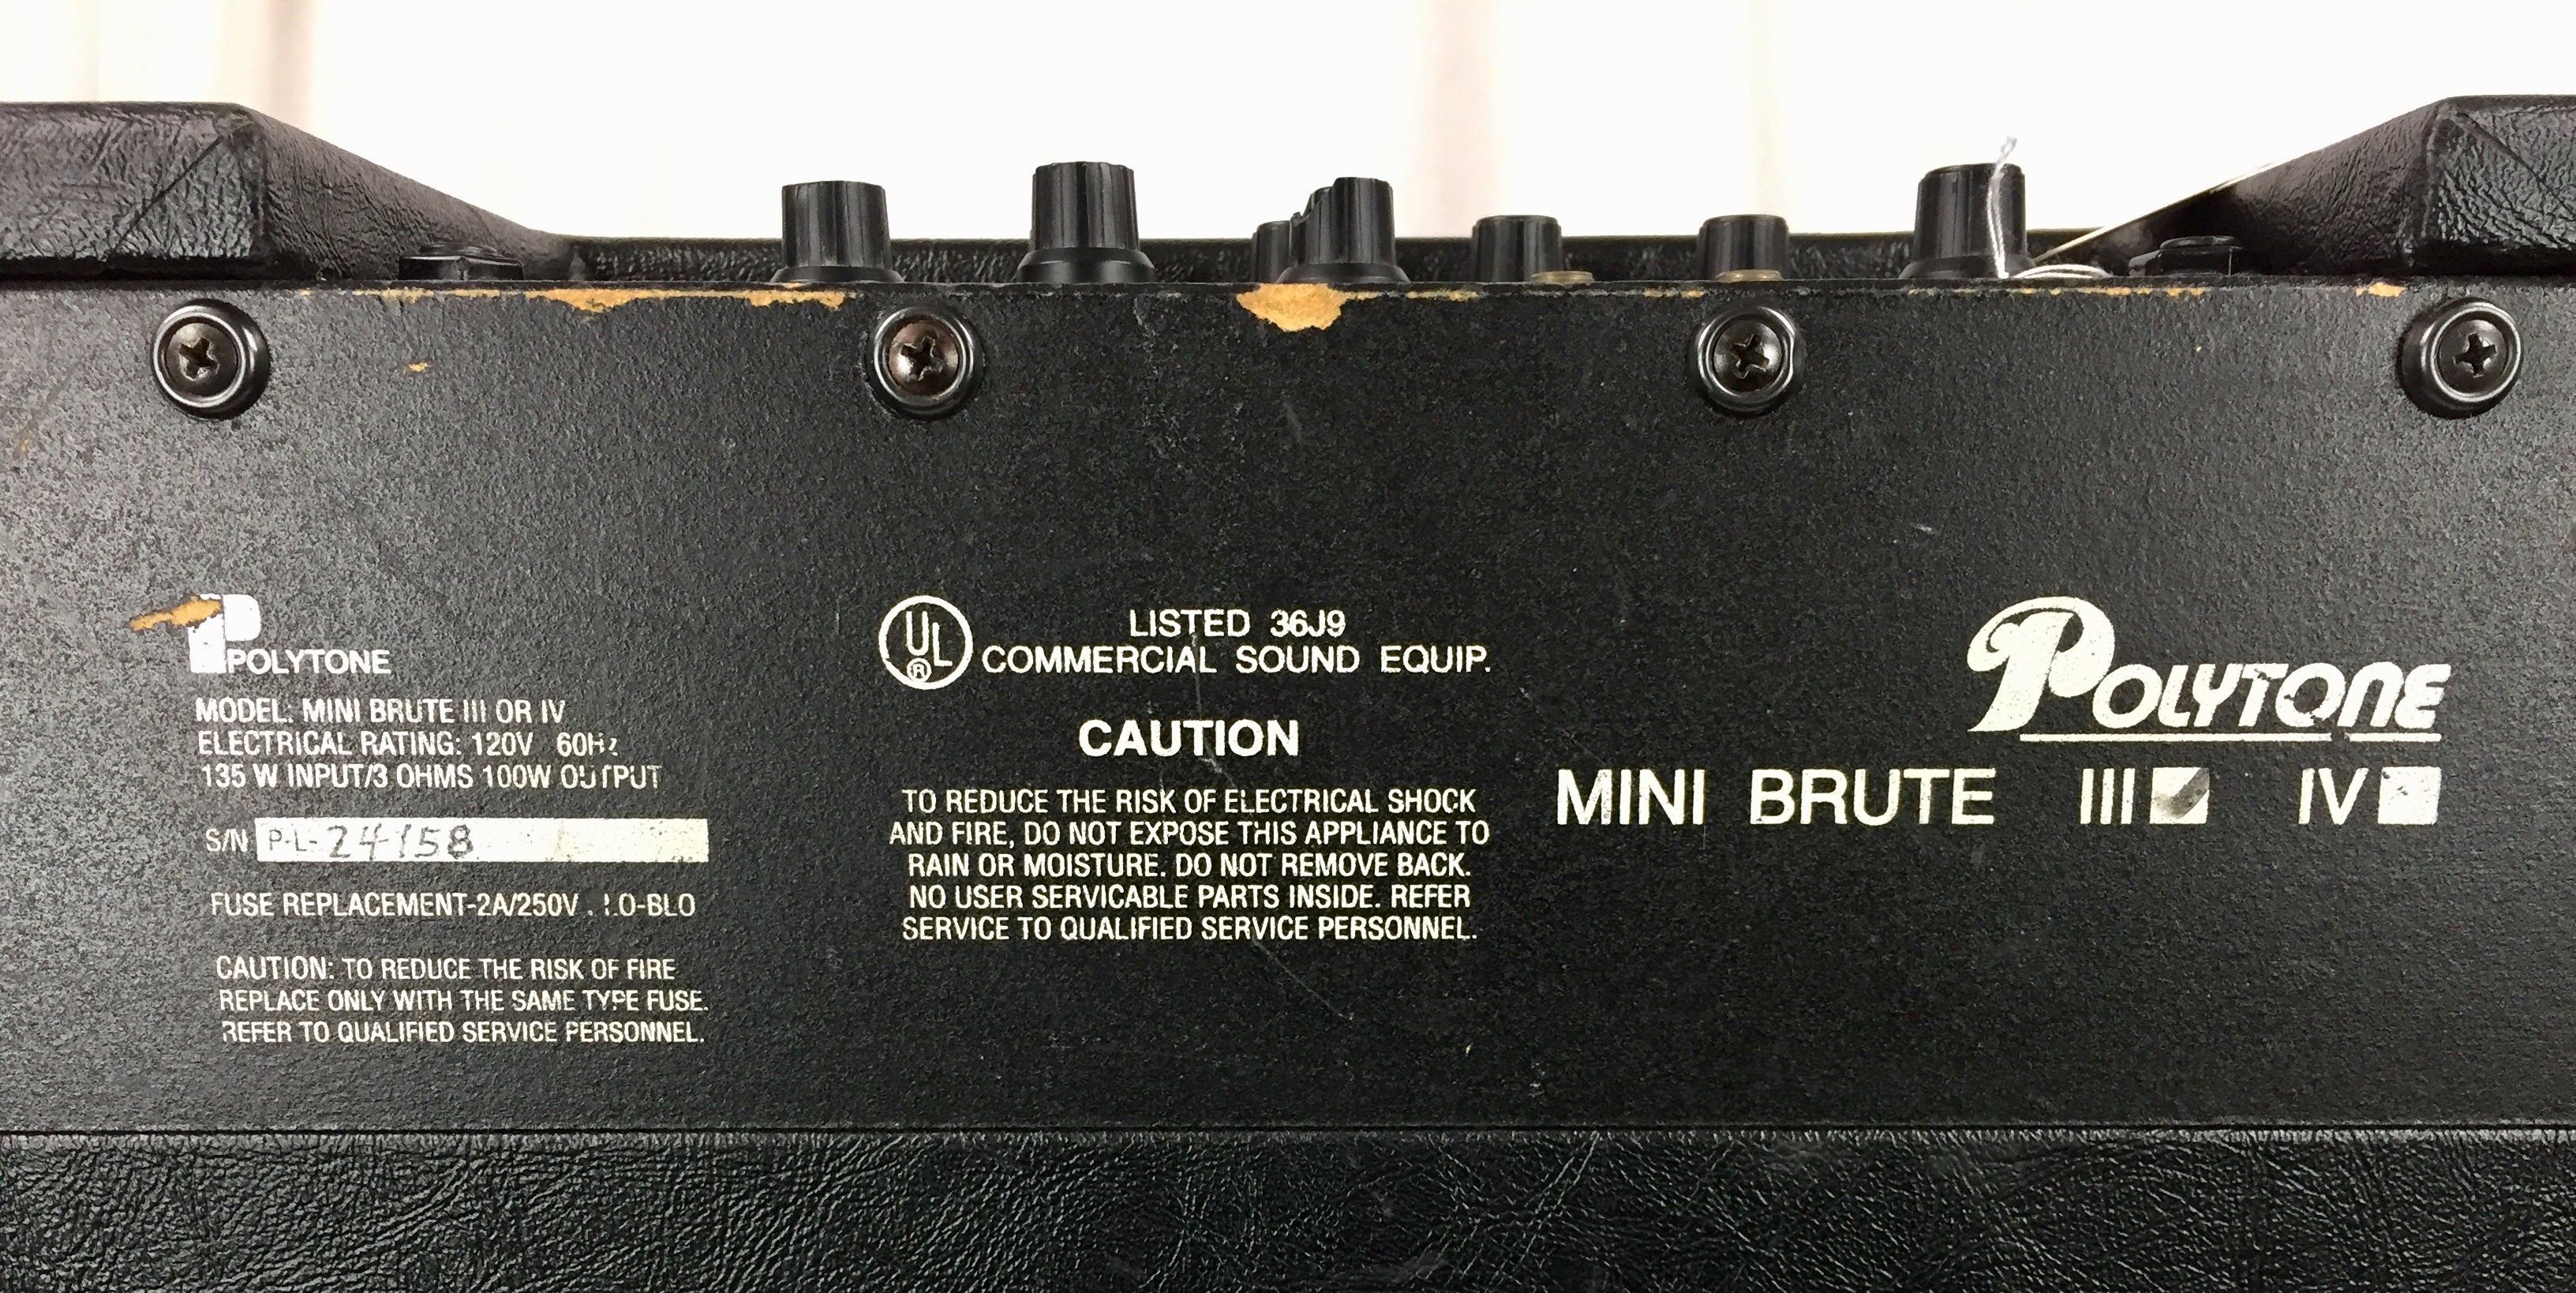 POLYTONE
MODEL: MINI BRUTE III OR IV
ELECTRICAL RATING: 120V 60Hz
135 W INPUT/3 OHMS 100W OUTPUT
S/N P-L-24158
FUSE REPLACEMENT-2A/250V
CAUTION: TO REDUCE THE RISK OF FIRE
REPLACE ONLY WITH THE SAME TYPE FUSE.
REFER TO QUALIFIED SERVICE PERSONNEL.
UL ®
LISTED 36J9
COMMERCIAL SOUND EQUIP.
CAUTION
TO REDUCE THE RISK OF ELECTRICAL SHOCK
AND FIRE, DO NOT EXPOSE THIS APPLIANCE TO
RAIN OR MOISTURE. DO NOT REMOVE BACK.
NO USER SERVICABLE PARTS INSIDE. REFER
SERVICE TO QUALIFIED SERVICE PERSONNEL.
POLYTONE
MINI BRUTE III IV